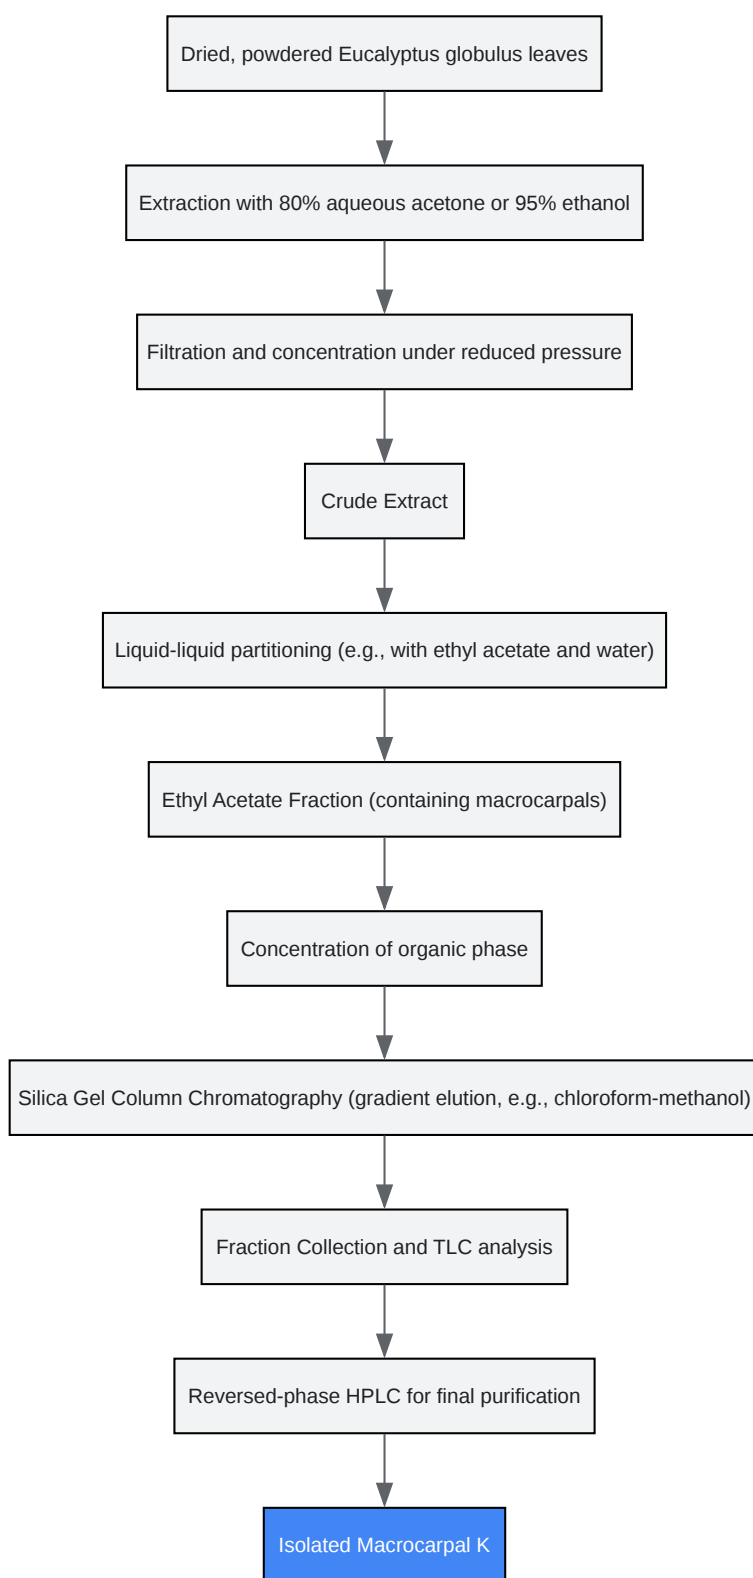 Dried, powdered Eucalyptus globulus leaves
Extraction with 80% aqueous acetone or 95% ethanol
Filtration and concentration under reduced pressure
Crude Extract
Liquid-liquid partitioning (e.g., with ethyl acetate and water)
Ethyl Acetate Fraction (containing macrocarpals)
Concentration of organic phase
Silica Gel Column Chromatography (gradient elution, e.g., chloroform-methanol)
Fraction Collection and TLC analysis
Reversed-phase HPLC for final purification
Isolated Macrocarpal K